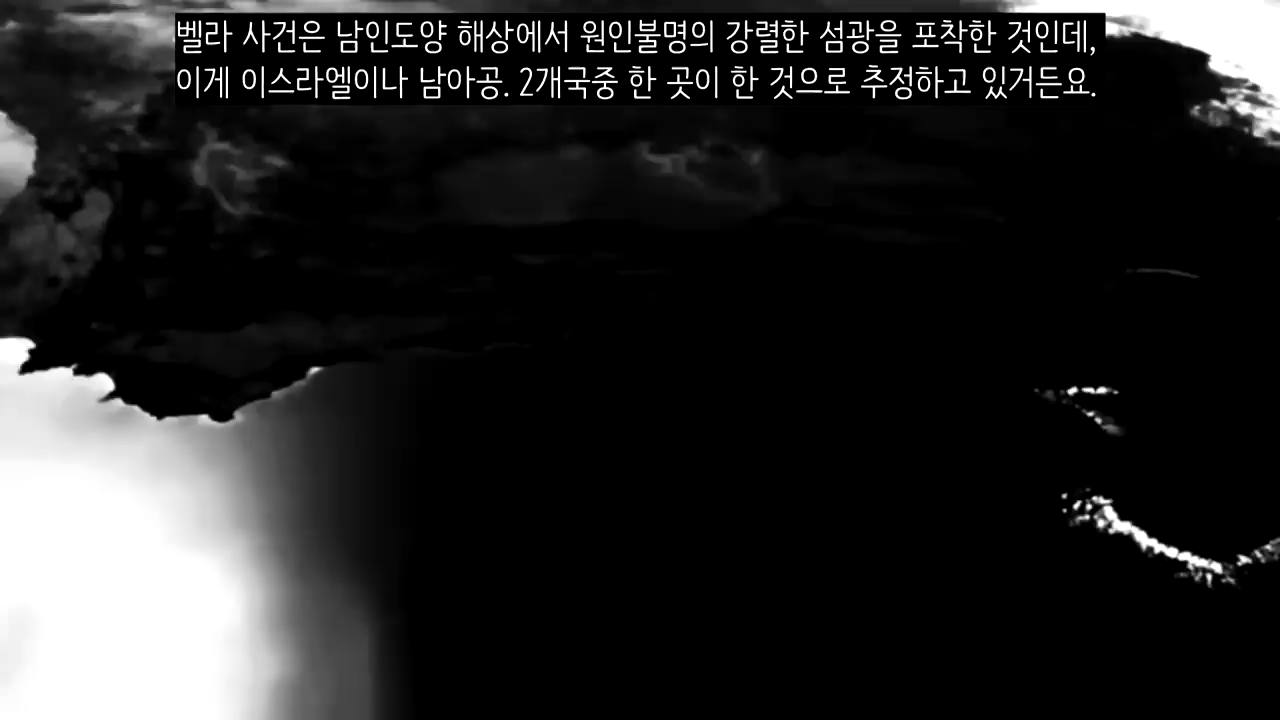 벨라 사건은 남인도양 해상에서 원인불명의 강렬한 섬광을 포착한 것인데,
이게 이스라엘이나 남아공. 2개국중 한 곳이 한 것으로 추정하고 있거든요.